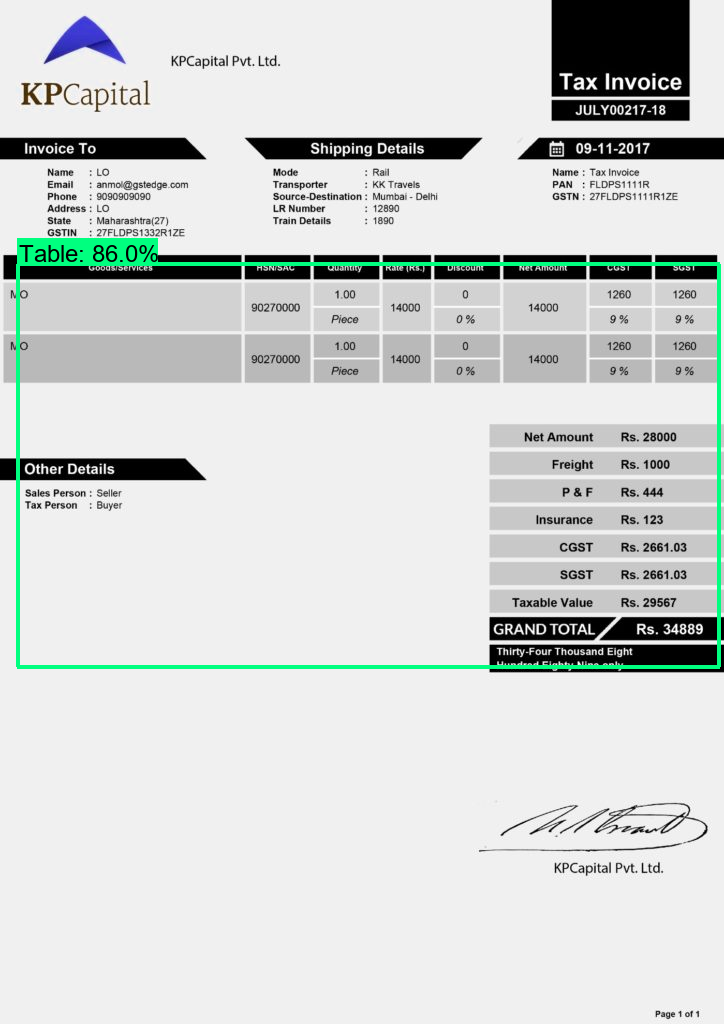 KPCapital
KPCapital Pvt. Ltd.
Tax Invoice
JULY00217-18
Invoice To
Name : LO
Email : anmol@gstedge.com
Phone : 9090909090
Address : LO
State : Maharashtra(27)
GSTIN : 27FLDPS1332R1ZE
Shipping Details
Mode : Rail
Transporter : KK Travels
Source-Destination : Mumbai - Delhi
LR Number : 12890
Train Details : 1890
09-11-2017
Name : Tax Invoice
PAN : FLDPS1111R
GSTN : 27FLDPS1111R1ZE
Table: 86.0%
Goods/Services HSN/SAC Quantity Rate (Rs.) Discount Net Amount CGST SGST
MO 90270000 1.00 14000 0 14000 1260 1260
Piece 0 % 9 % 9 %
MO 90270000 1.00 14000 0 14000 1260 1260
Piece 0 % 9 % 9 %
Net Amount Rs. 28000
Freight Rs. 1000
P & F Rs. 444
Insurance Rs. 123
CGST Rs. 2661.03
SGST Rs. 2661.03
Taxable Value Rs. 29567
GRAND TOTAL Rs. 34889
Thirty-Four Thousand Eight
Hundred Eighty Nine only
Other Details
Sales Person : Seller
Tax Person : Buyer
KPCapital Pvt. Ltd.
Page 1 of 1